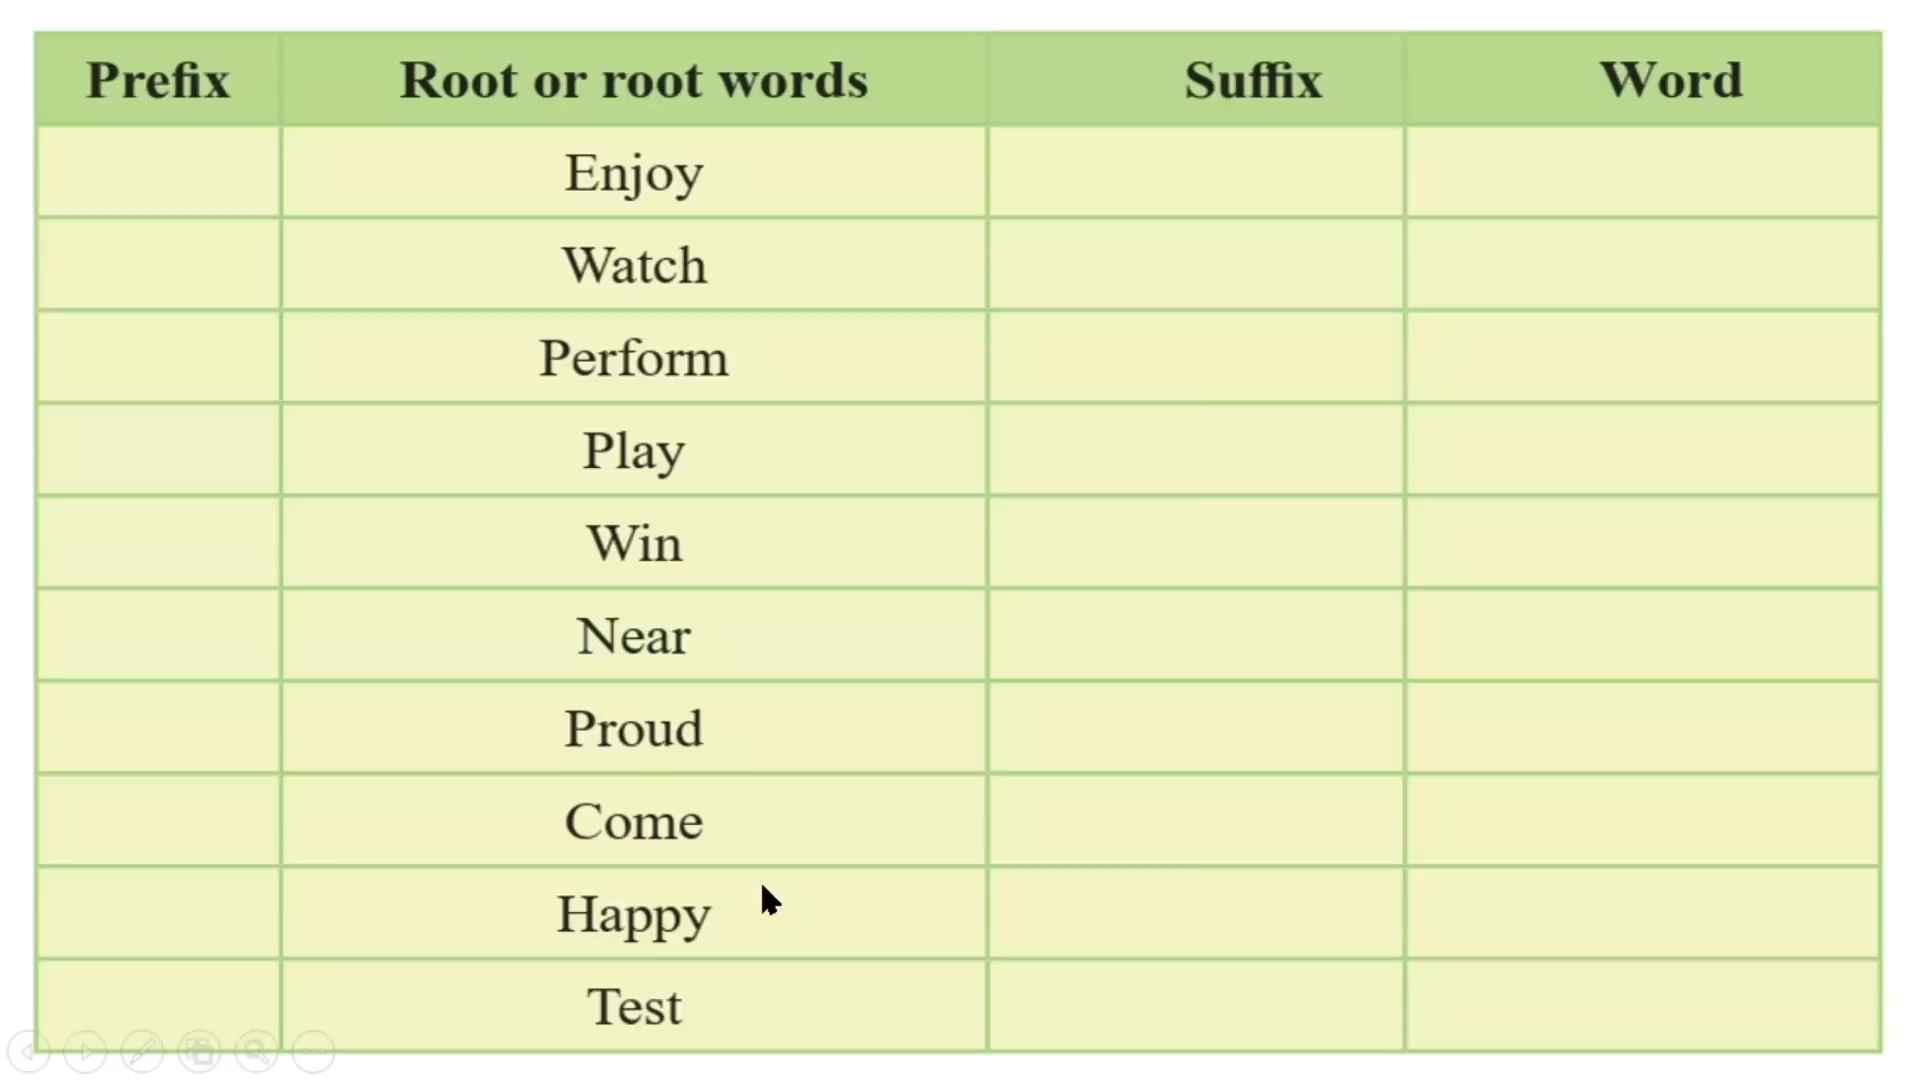 Prefix Root or root words Suffix Word
Enjoy
Watch
Perform
Play
Win
Near
Proud
Come
Happy
Test